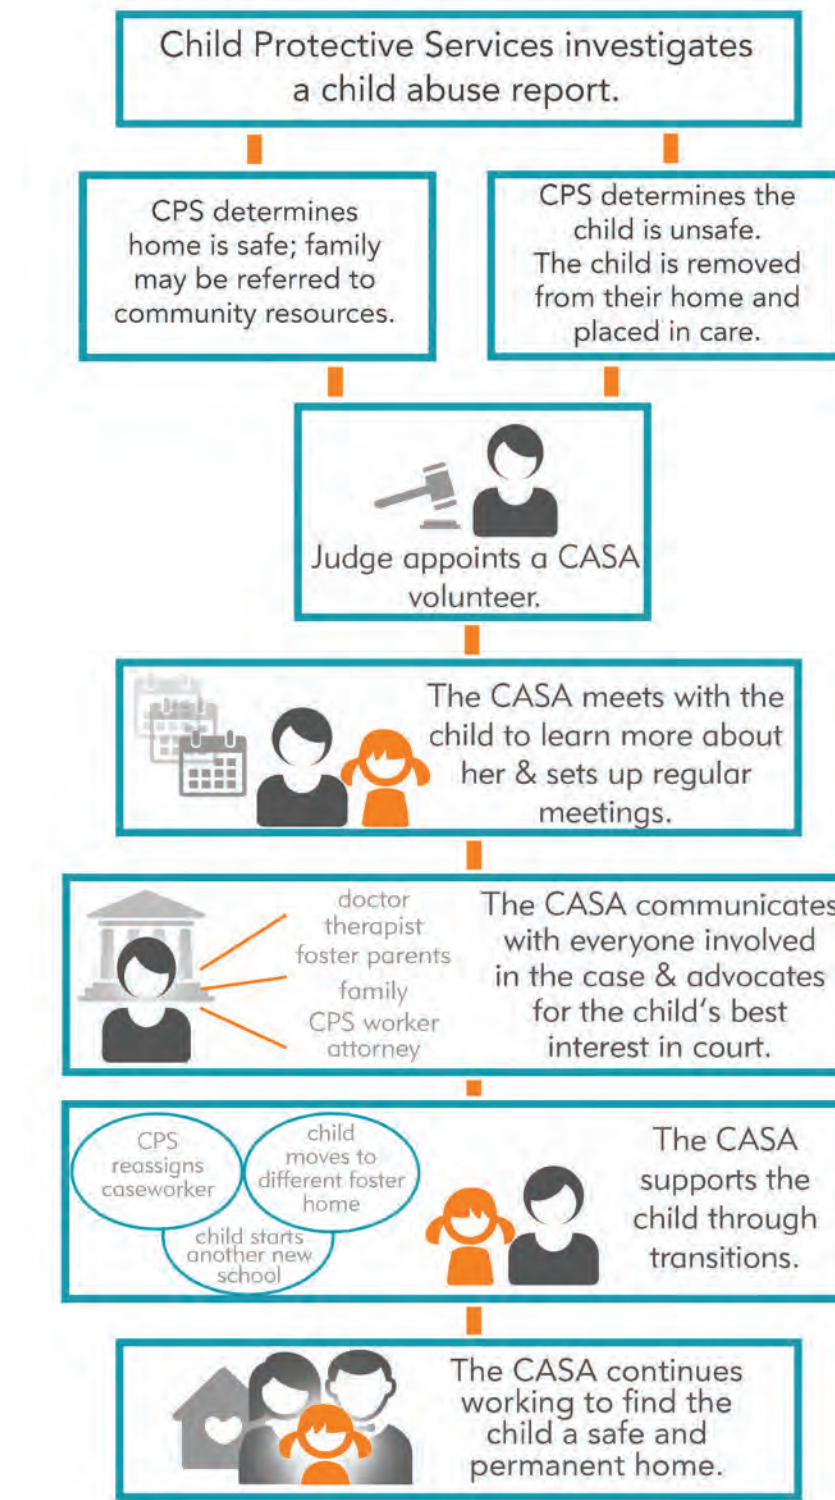 Child Protective Services investigates
a child abuse report.
CPS determines
home is safe; family
may be referred to
community resources.
CPS determines the
child is unsafe.
The child is removed
from their home and
placed in care.
Judge appoints a CASA
volunteer.
The CASA meets with the
child to learn more about
her & sets up regular
meetings.
doctor
therapist
foster parents
family
CPS worker
attorney
The CASA communicates
with everyone involved
in the case & advocates
for the child's best
interest in court.
CPS
reassigns
caseworker
child
moves to
different foster
home
child starts
another new
school
The CASA
supports the
child through
transitions.
The CASA continues
working to find the
child a safe and
permanent home.